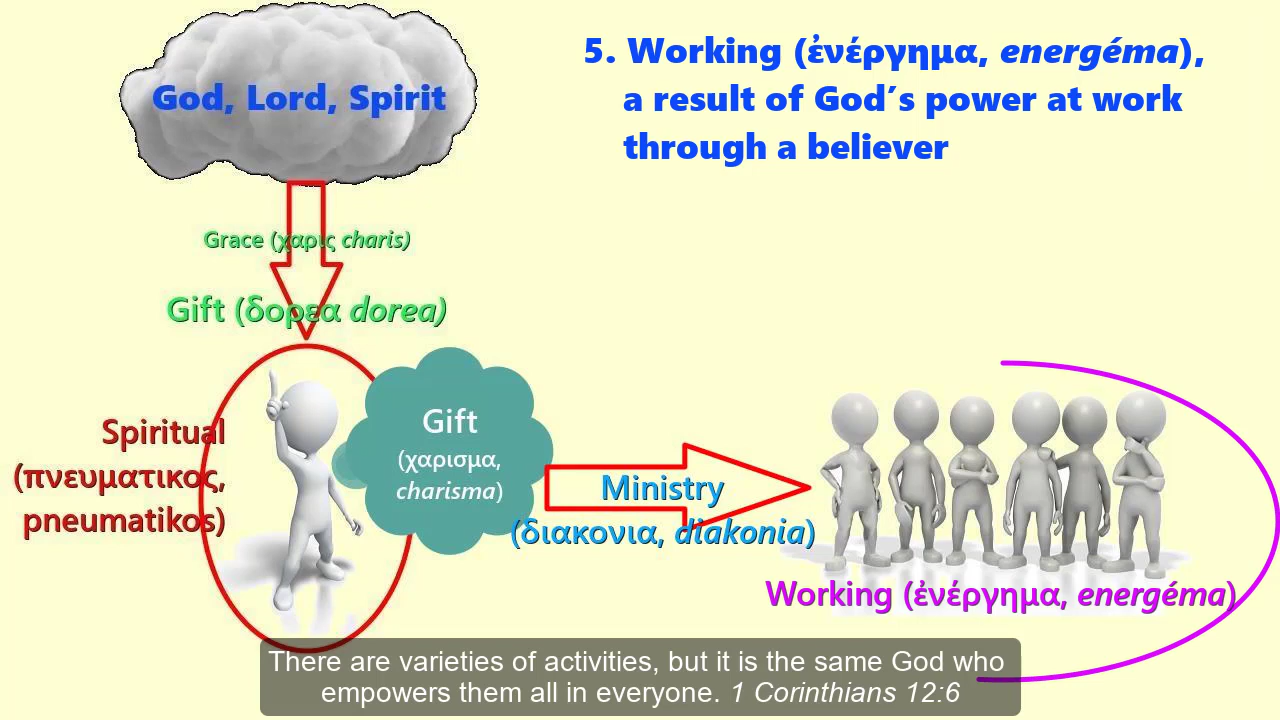 God, Lord, Spirit
5. Working (ἐνέργημα, energéma),
a result of God's power at work
through a believer
Grace (χαρις charis)
Gift (δορεα dorea)
Spiritual
(πνευματικος,
pneumatikos)
Gift
(χαρισμα,
charisma)
Ministry
(διακονια, diakonia)
Working (ἐνέργημα, energéma)
There are varieties of activities, but it is the same God who
empowers them all in everyone. 1 Corinthians 12:6